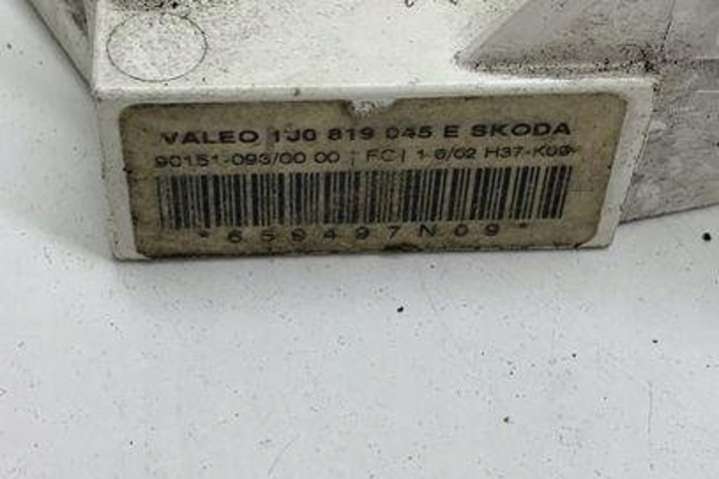 VALEO 1J0 819 045 E SKODA
90151-093/00 00 | FC | 1 6/02 H37-K09
*659497N09*